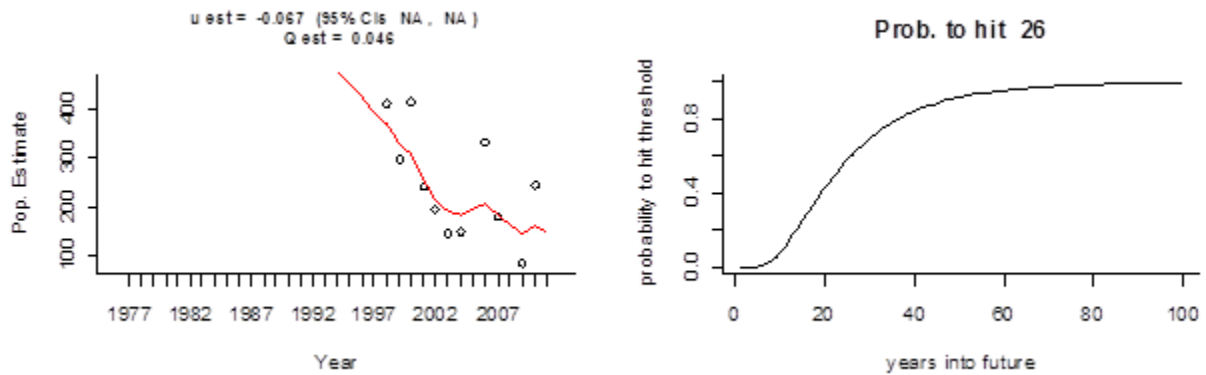 u est = -0.067 (95% CIs NA , NA )
Q est = 0.046
Pop. Estimate
400
300
200
100
1977 1982 1987 1992 1997 2002 2007
Year
Prob. to hit 26
probability to hit threshold
0.8
0.4
0.0
0 20 40 60 80 100
years into future